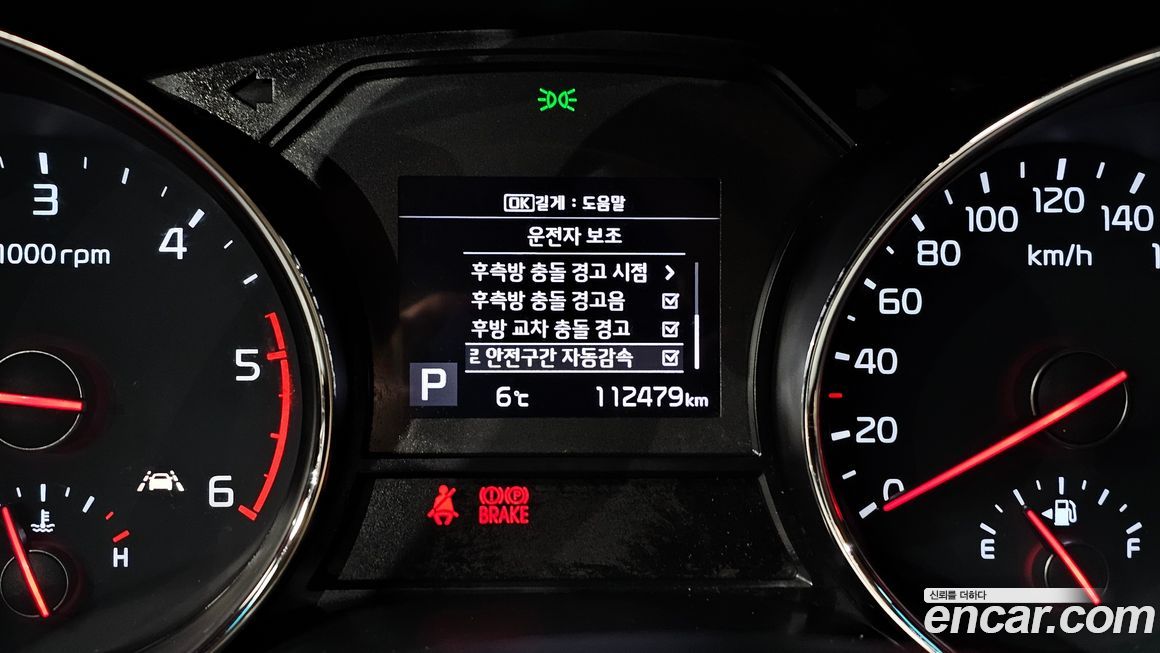 3
4
5
6
1000 rpm
H
OK길게 : 도움말
운전자 보조
후측방 충돌 경고 시점
후측방 충돌 경고음
후방 교차 충돌 경고
안전구간 자동감속
P
6℃
112479km
BRAKE
0
20
40
60
80
100
120
140
km/h
E
F
신뢰를 더하다
encar.com